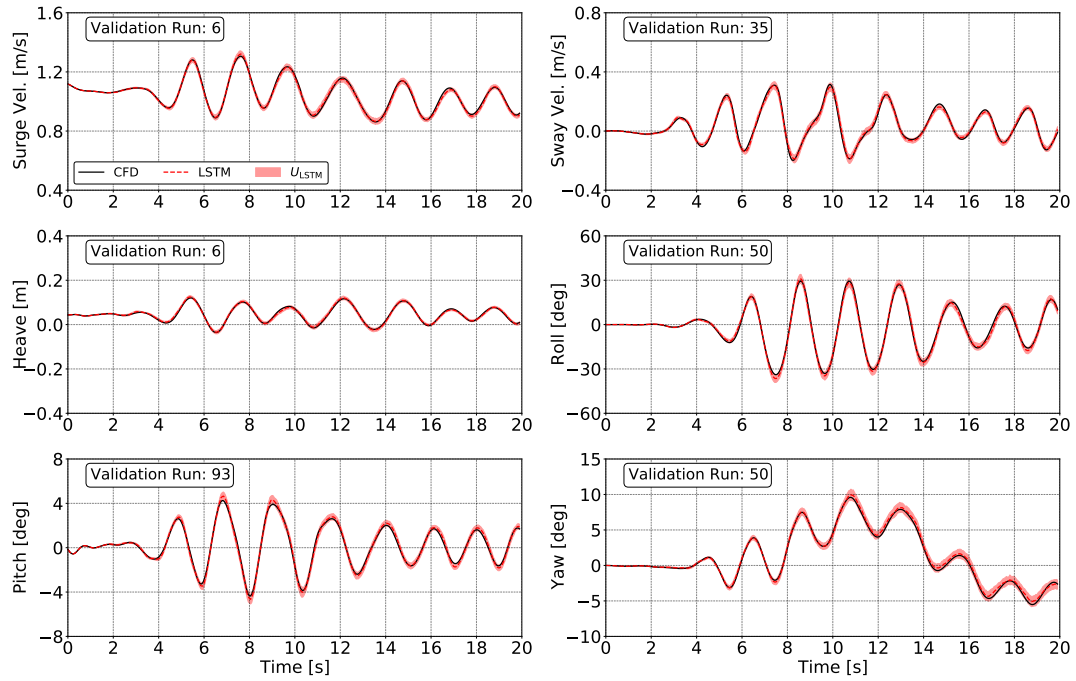 Validation Run: 6
Surge Vel. [m/s]
1.6
1.2
0.8
0.4
CFD LSTM U_LSTM
0 2 4 6 8 10 12 14 16 18 20
Validation Run: 35
Sway Vel. [m/s]
0.8
0.4
0.0
−0.4
0 2 4 6 8 10 12 14 16 18 20
Validation Run: 6
Heave [m]
0.4
0.2
0.0
−0.2
−0.4
0 2 4 6 8 10 12 14 16 18 20
Validation Run: 50
Roll [deg]
60
30
0
−30
−60
0 2 4 6 8 10 12 14 16 18 20
Validation Run: 93
Pitch [deg]
8
4
0
−4
−8
0 2 4 6 8 10 12 14 16 18 20
Time [s]
Validation Run: 50
Yaw [deg]
15
10
5
0
−5
−10
0 2 4 6 8 10 12 14 16 18 20
Time [s]